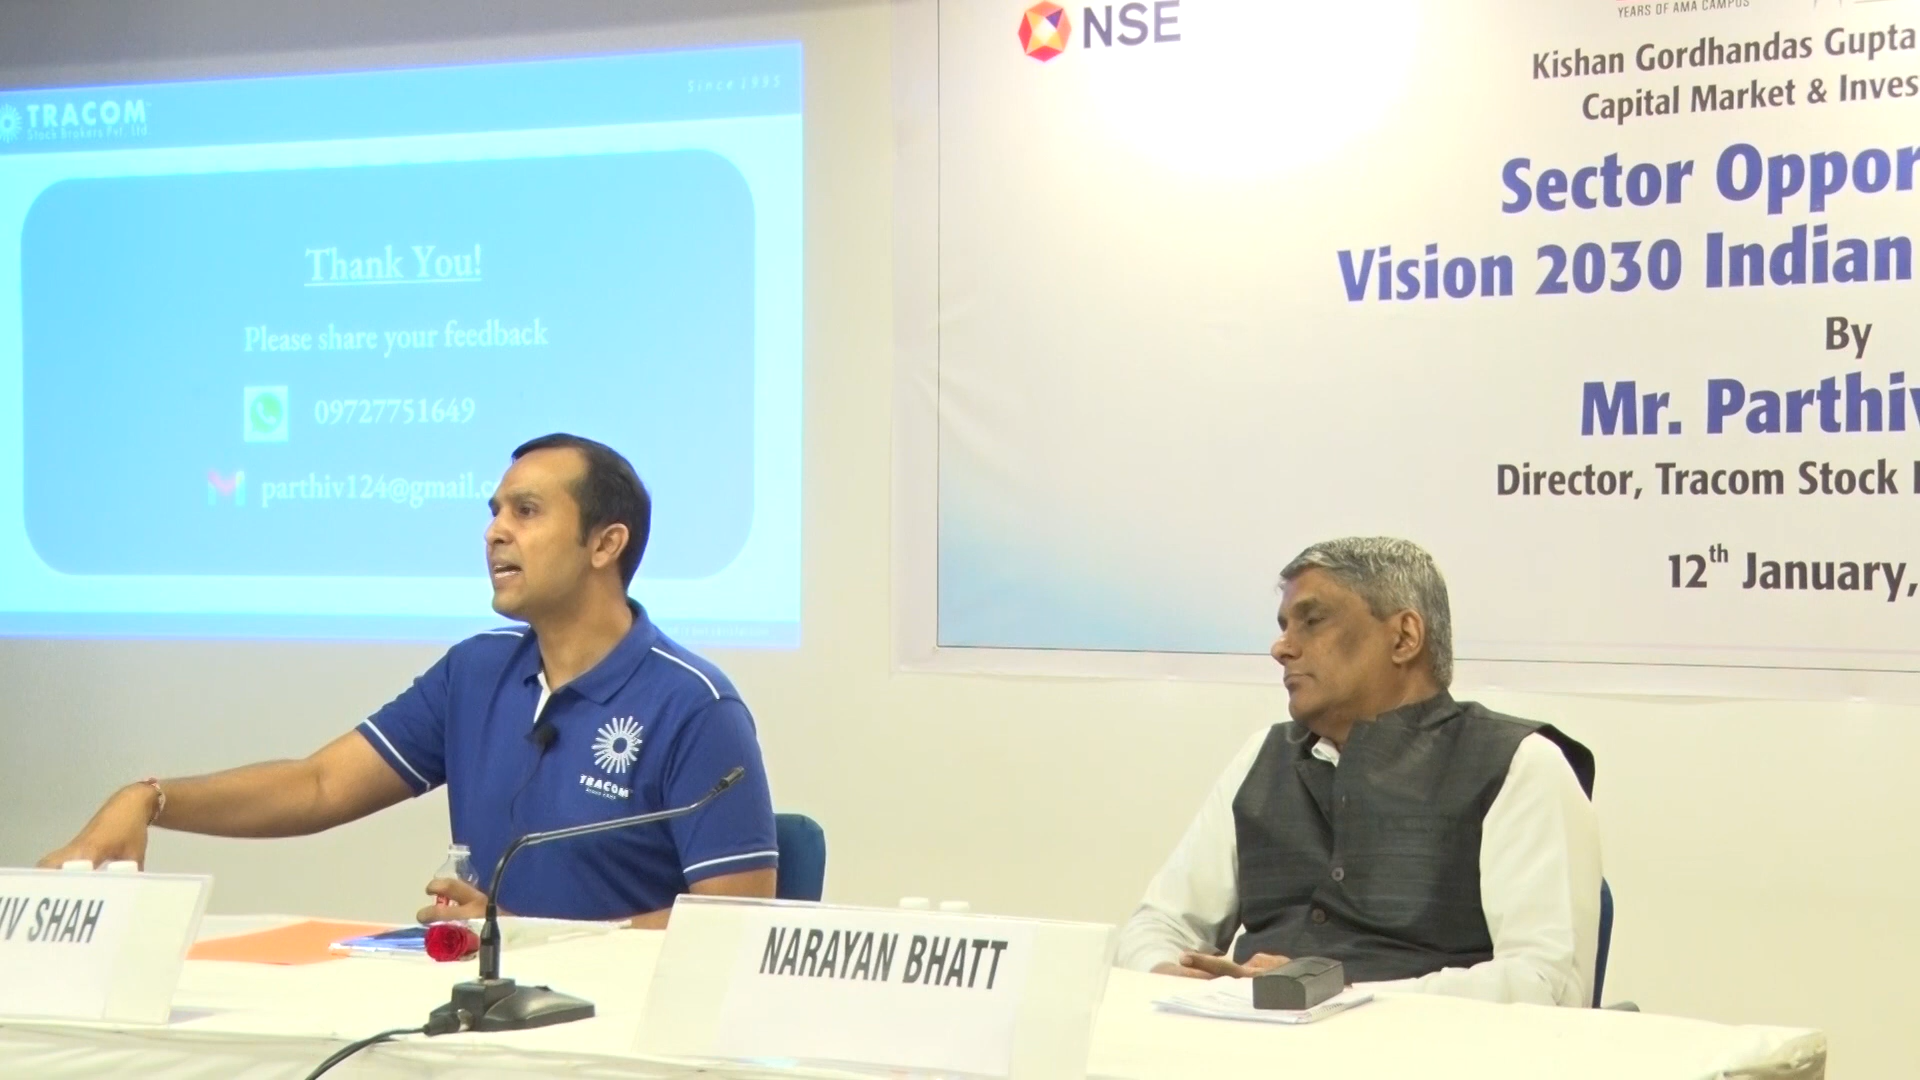 Since 1995
TRACOM
Stock Brokers Pvt. Ltd.
Thank You!
Please share your feedback
09727751649
parthiv124@gmail.c
NSE
YEARS OF AMA CAMPUS
Kishan Gordhandas Gupta
Capital Market & Inves
Sector Oppor
Vision 2030 Indian
By
Mr. Parthiv
Director, Tracom Stock
12th January,
TRACOM
IV SHAH
NARAYAN BHATT